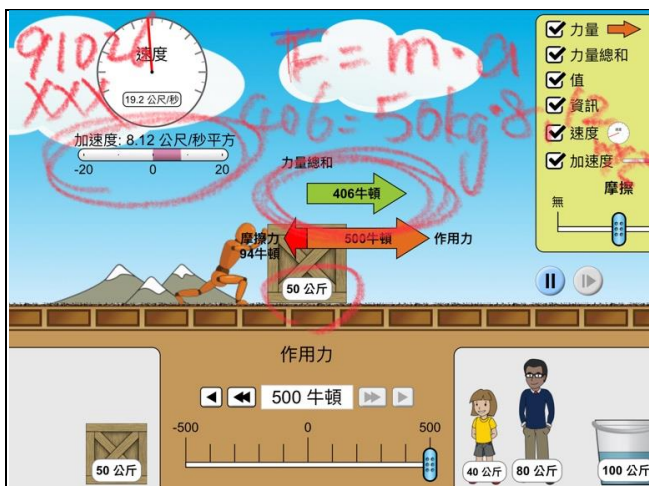 91026
XXX
速度
19.2 公尺/秒
F = m · a
406 = 50kg · 8.12
加速度: 8.12 公尺/秒平方
-20 0 20
力量總和
406牛頓
摩擦力
94牛頓
500牛頓
作用力
50 公斤
力量
力量總和
值
資訊
速度
加速度
摩擦
無
作用力
500 牛頓
-500 0 500
50 公斤
40 公斤
80 公斤
100 公斤